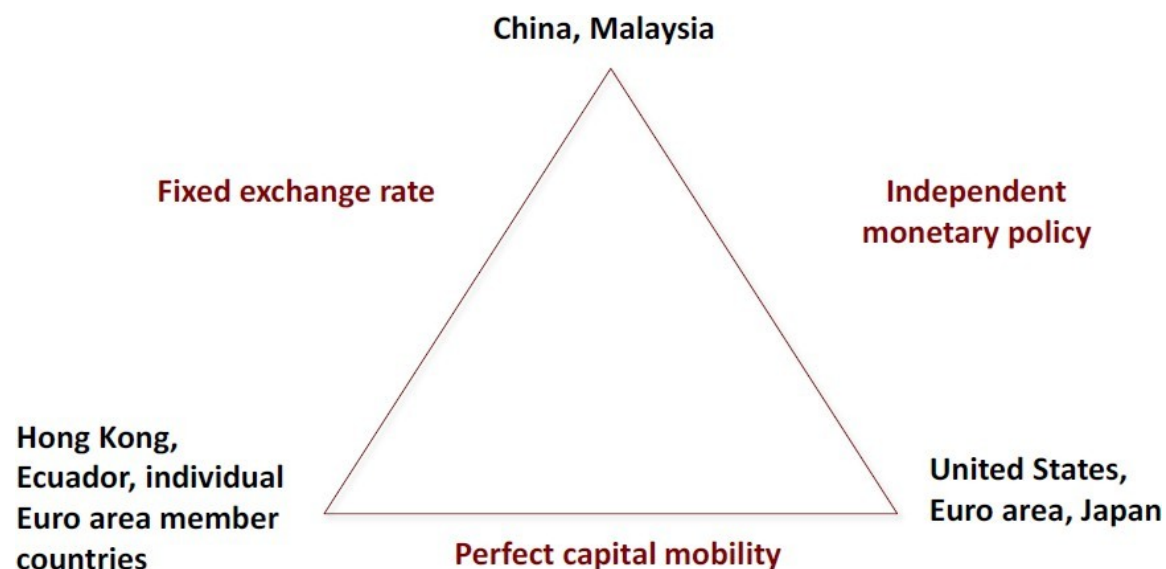 China, Malaysia
Fixed exchange rate
Independent
monetary policy
Hong Kong,
Ecuador, individual
Euro area member
countries
United States,
Euro area, Japan
Perfect capital mobility